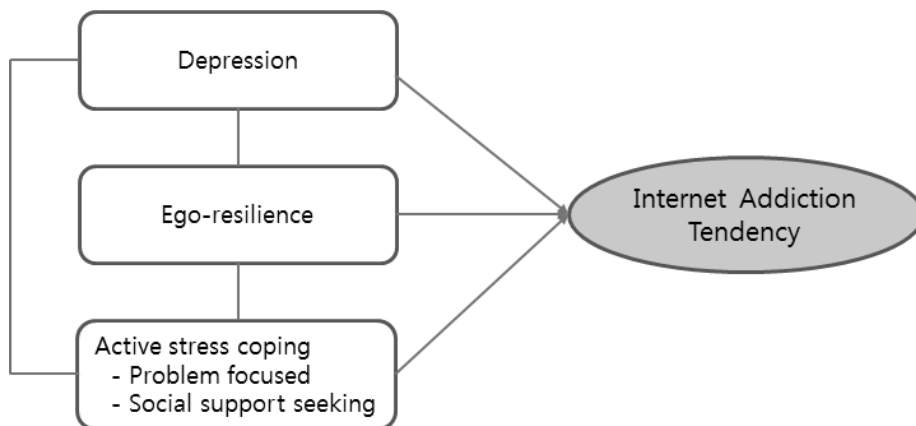 Depression
Ego-resilience
Active stress coping
- Problem focused
- Social support seeking
Internet Addiction
Tendency